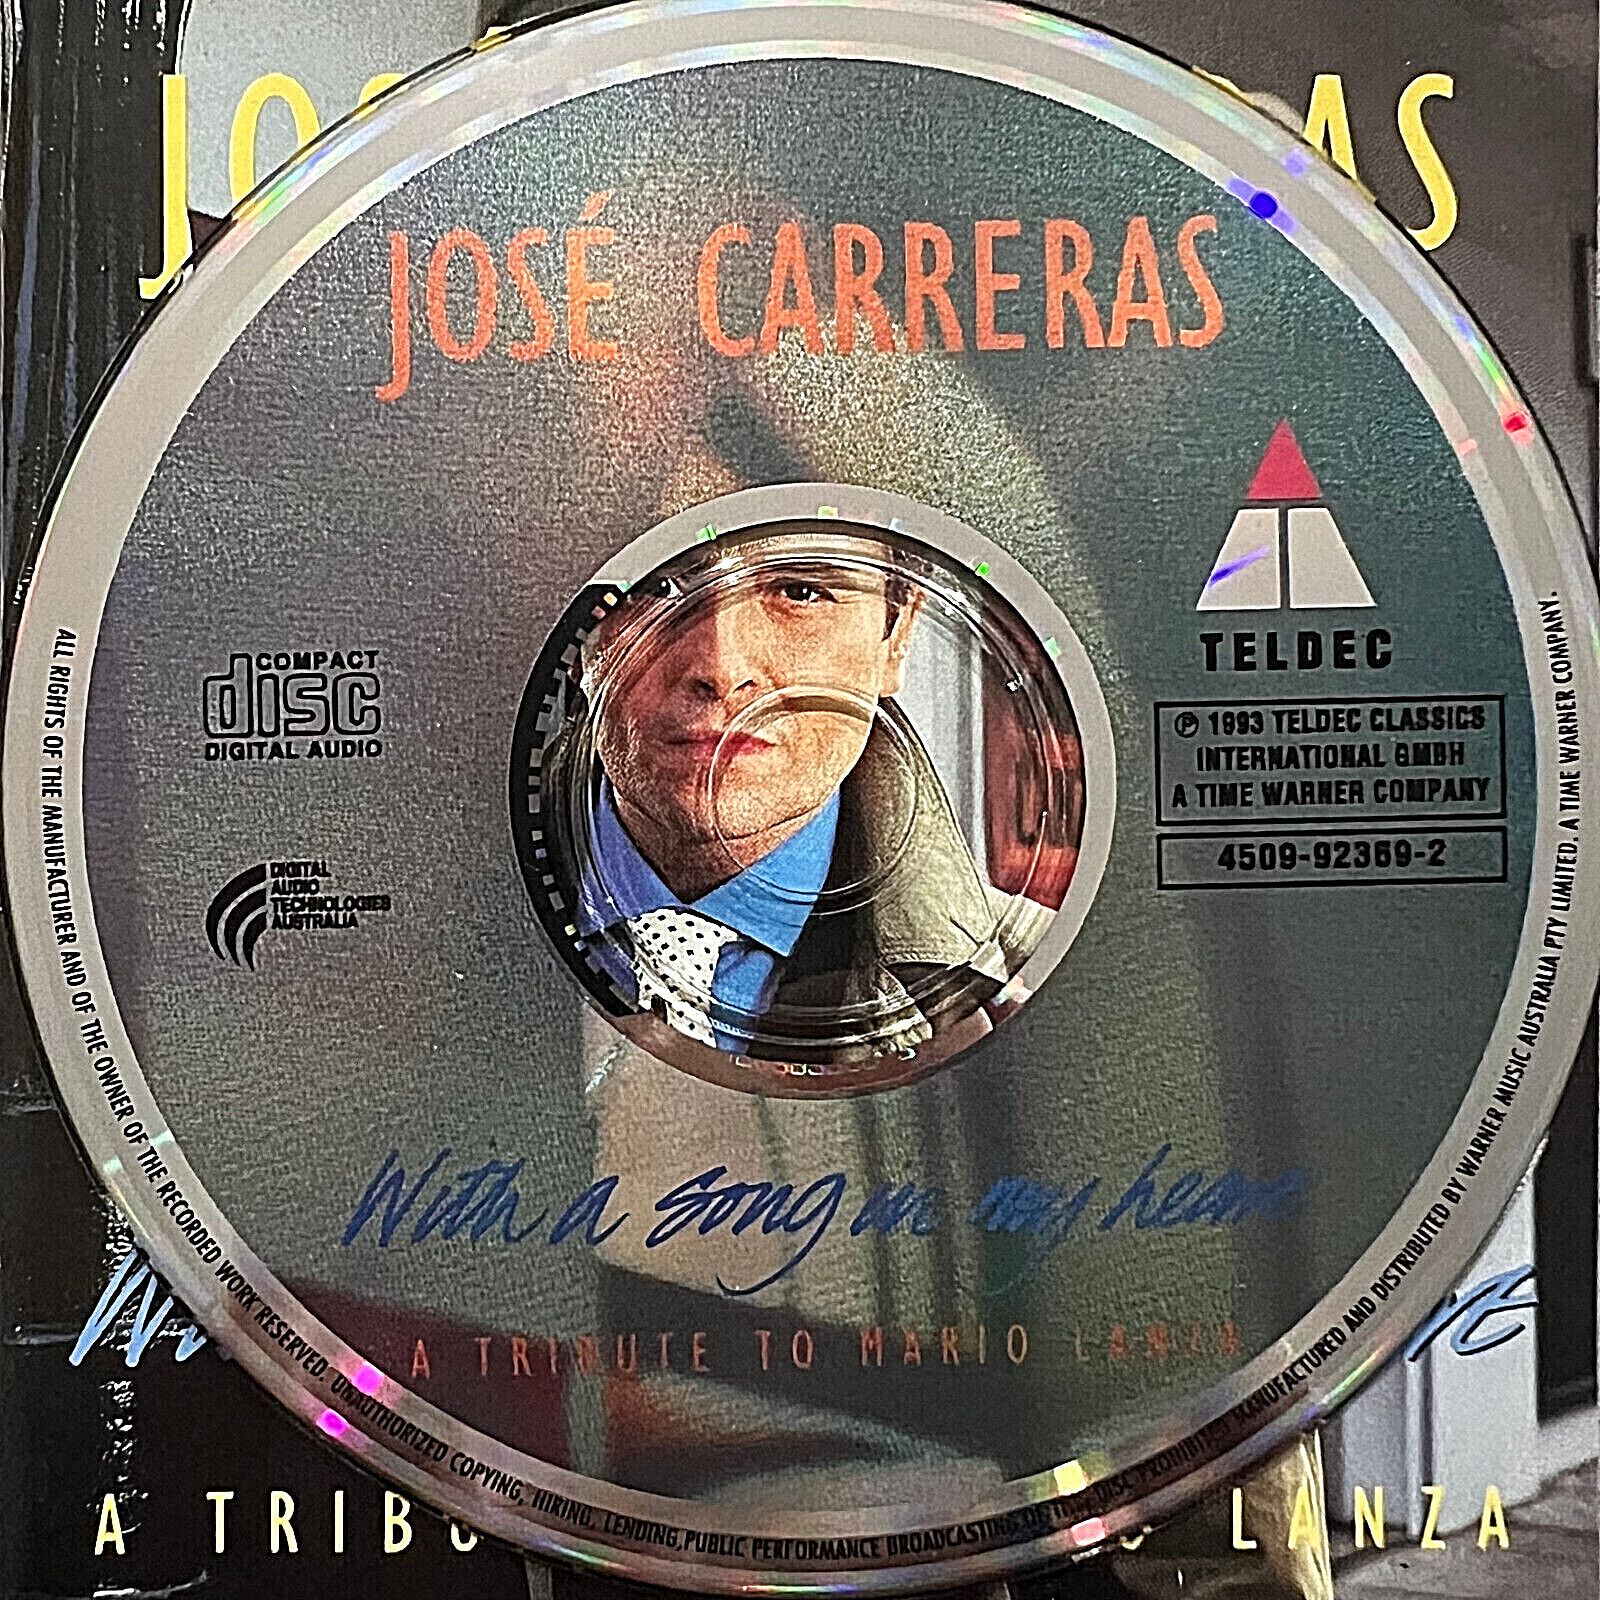 JOSÉ CARRERAS
TELDEC
℗ 1993 TELDEC CLASSICS
INTERNATIONAL GMBH
A TIME WARNER COMPANY
4509-92369-2
COMPACT
disc
DIGITAL AUDIO
DIGITAL
AUDIO
TECHNOLOGIES
AUSTRALIA
With a song in my heart
A TRIBUTE TO MARIO LANZA
ALL RIGHTS OF THE MANUFACTURER AND OF THE OWNER OF THE RECORDED WORK RESERVED. UNAUTHORIZED COPYING, HIRING, LENDING, PUBLIC PERFORMANCE BROADCASTING OF THIS DISC PROHIBITED. MANUFACTURED AND DISTRIBUTED BY WARNER MUSIC AUSTRALIA PTY LIMITED. A TIME WARNER COMPANY.
A LANZA